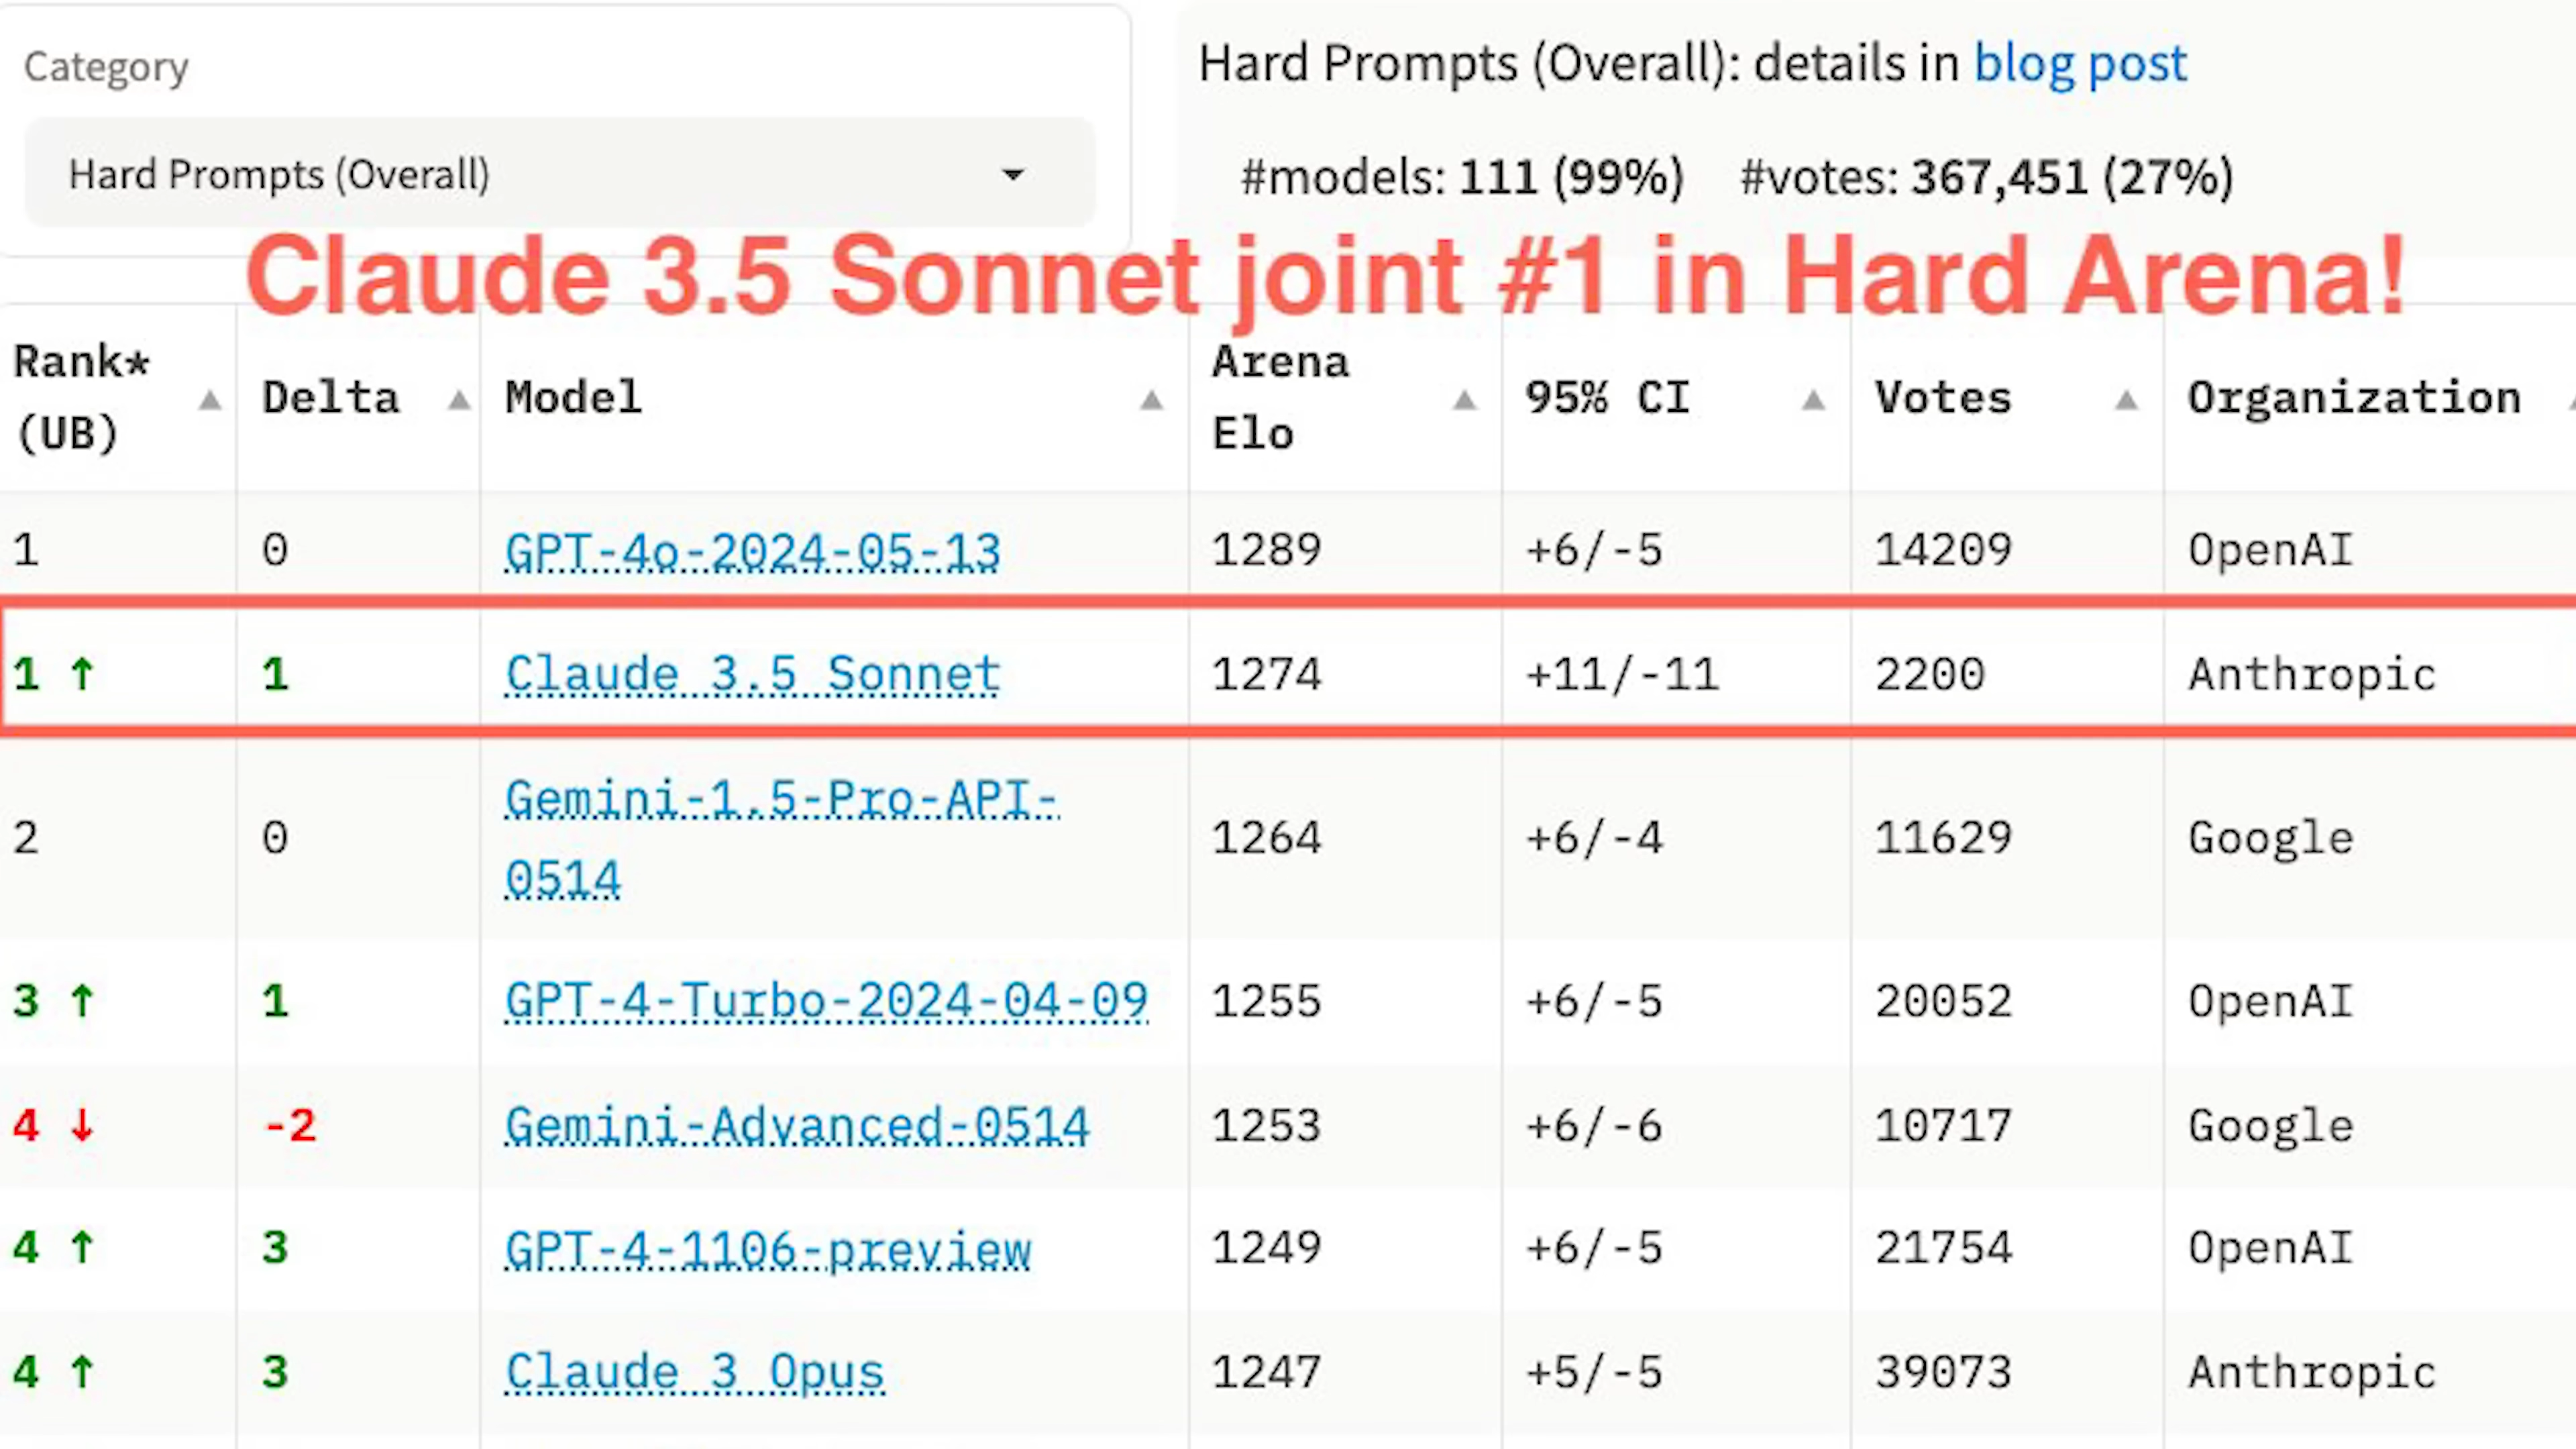 Category
Hard Prompts (Overall)
Hard Prompts (Overall): details in blog post
#models: 111 (99%) #votes: 367,451 (27%)
Claude 3.5 Sonnet joint #1 in Hard Arena!
Rank* (UB) Delta Model Arena Elo 95% CI Votes Organization
1 0 GPT-4o-2024-05-13 1289 +6/-5 14209 OpenAI
1 ↑ 1 Claude 3.5 Sonnet 1274 +11/-11 2200 Anthropic
2 0 Gemini-1.5-Pro-API-0514 1264 +6/-4 11629 Google
3 ↑ 1 GPT-4-Turbo-2024-04-09 1255 +6/-5 20052 OpenAI
4 ↓ -2 Gemini-Advanced-0514 1253 +6/-6 10717 Google
4 ↑ 3 GPT-4-1106-preview 1249 +6/-5 21754 OpenAI
4 ↑ 3 Claude 3 Opus 1247 +5/-5 39073 Anthropic